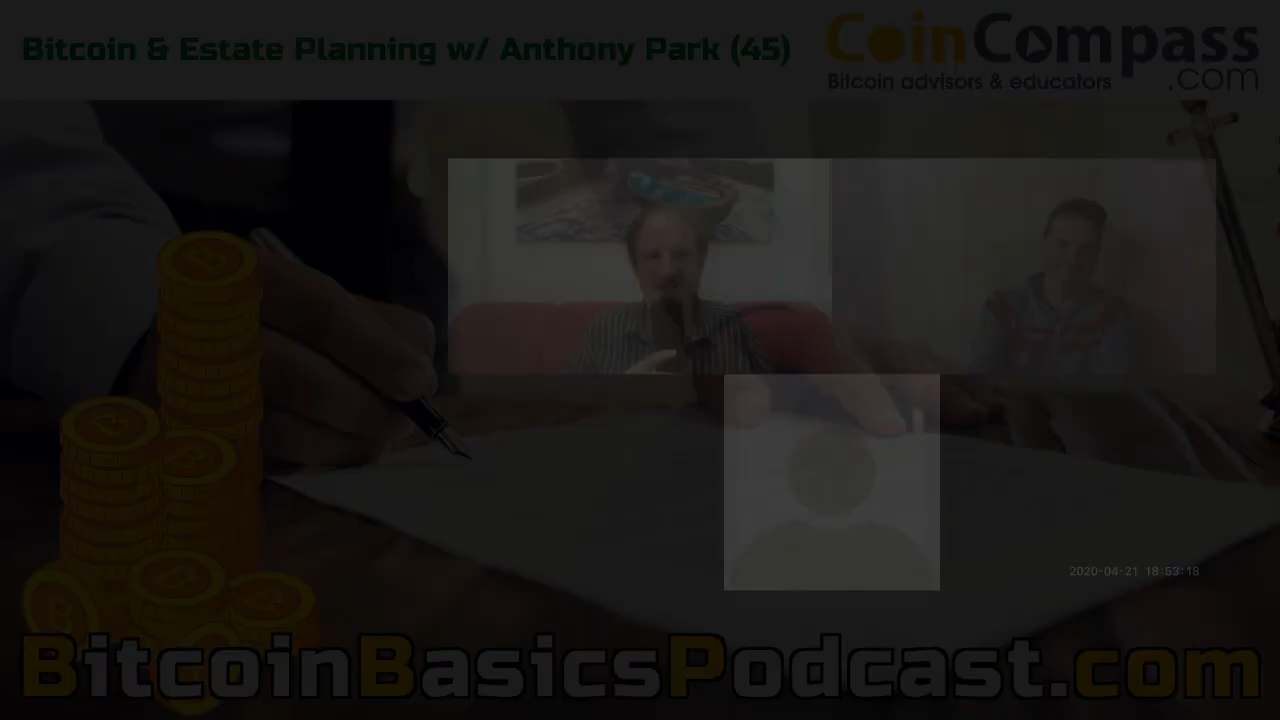 Bitcoin & Estate Planning w/ Anthony Park (45)
CoinCompass
.com
Bitcoin advisors & educators
2020-04-21 18:53:18
BitcoinBasicsPodcast.com